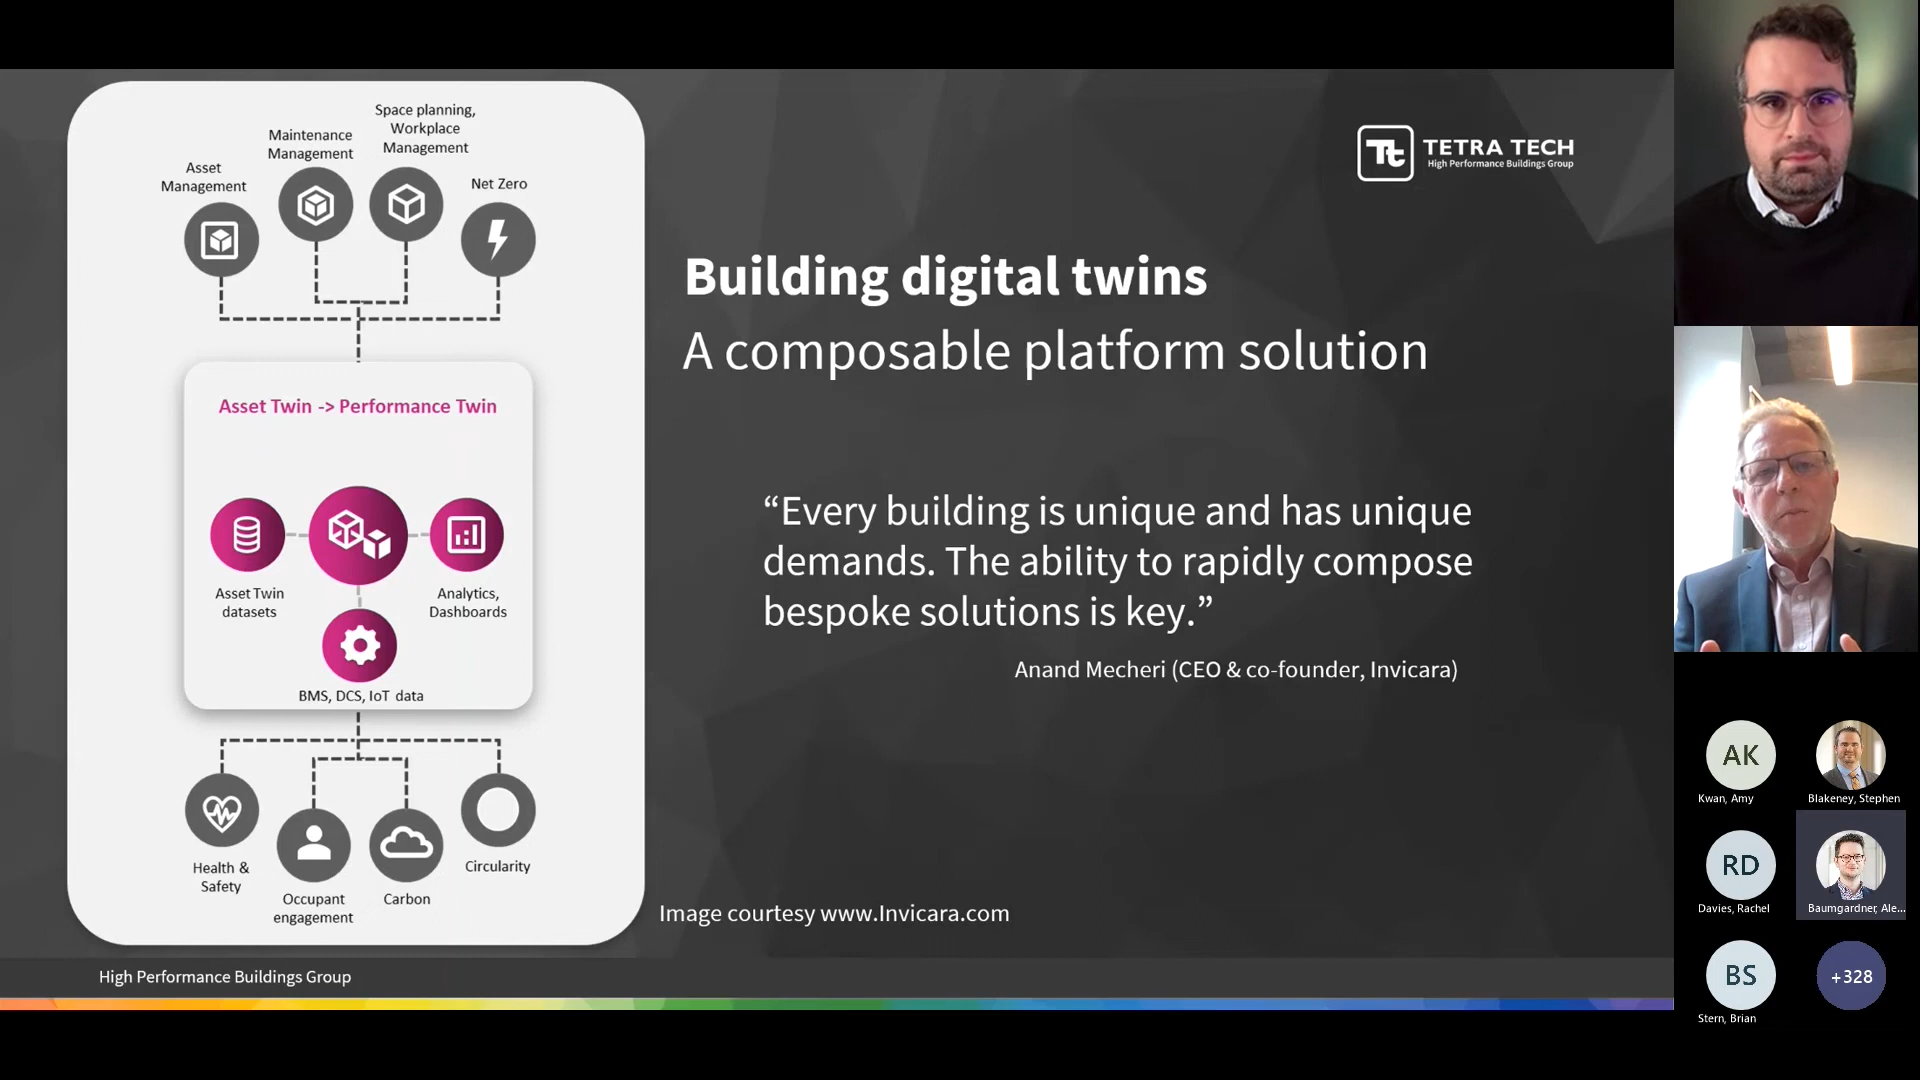 Space planning,
Workplace
Management
Maintenance
Management
Asset
Management
Net Zero
Asset Twin -> Performance Twin
Asset Twin
datasets
Analytics,
Dashboards
BMS, DCS, IoT data
Health &
Safety
Occupant
engagement
Carbon
Circularity
Tt
TETRA TECH
High Performance Buildings Group
Building digital twins
A composable platform solution
“Every building is unique and has unique
demands. The ability to rapidly compose
bespoke solutions is key.”
Anand Mecheri (CEO & co-founder, Invicara)
Image courtesy www.Invicara.com
High Performance Buildings Group
AK
Kwan, Amy
Blakeney, Stephen
RD
Davies, Rachel
Baumgardner, Ale...
BS
Stern, Brian
+328